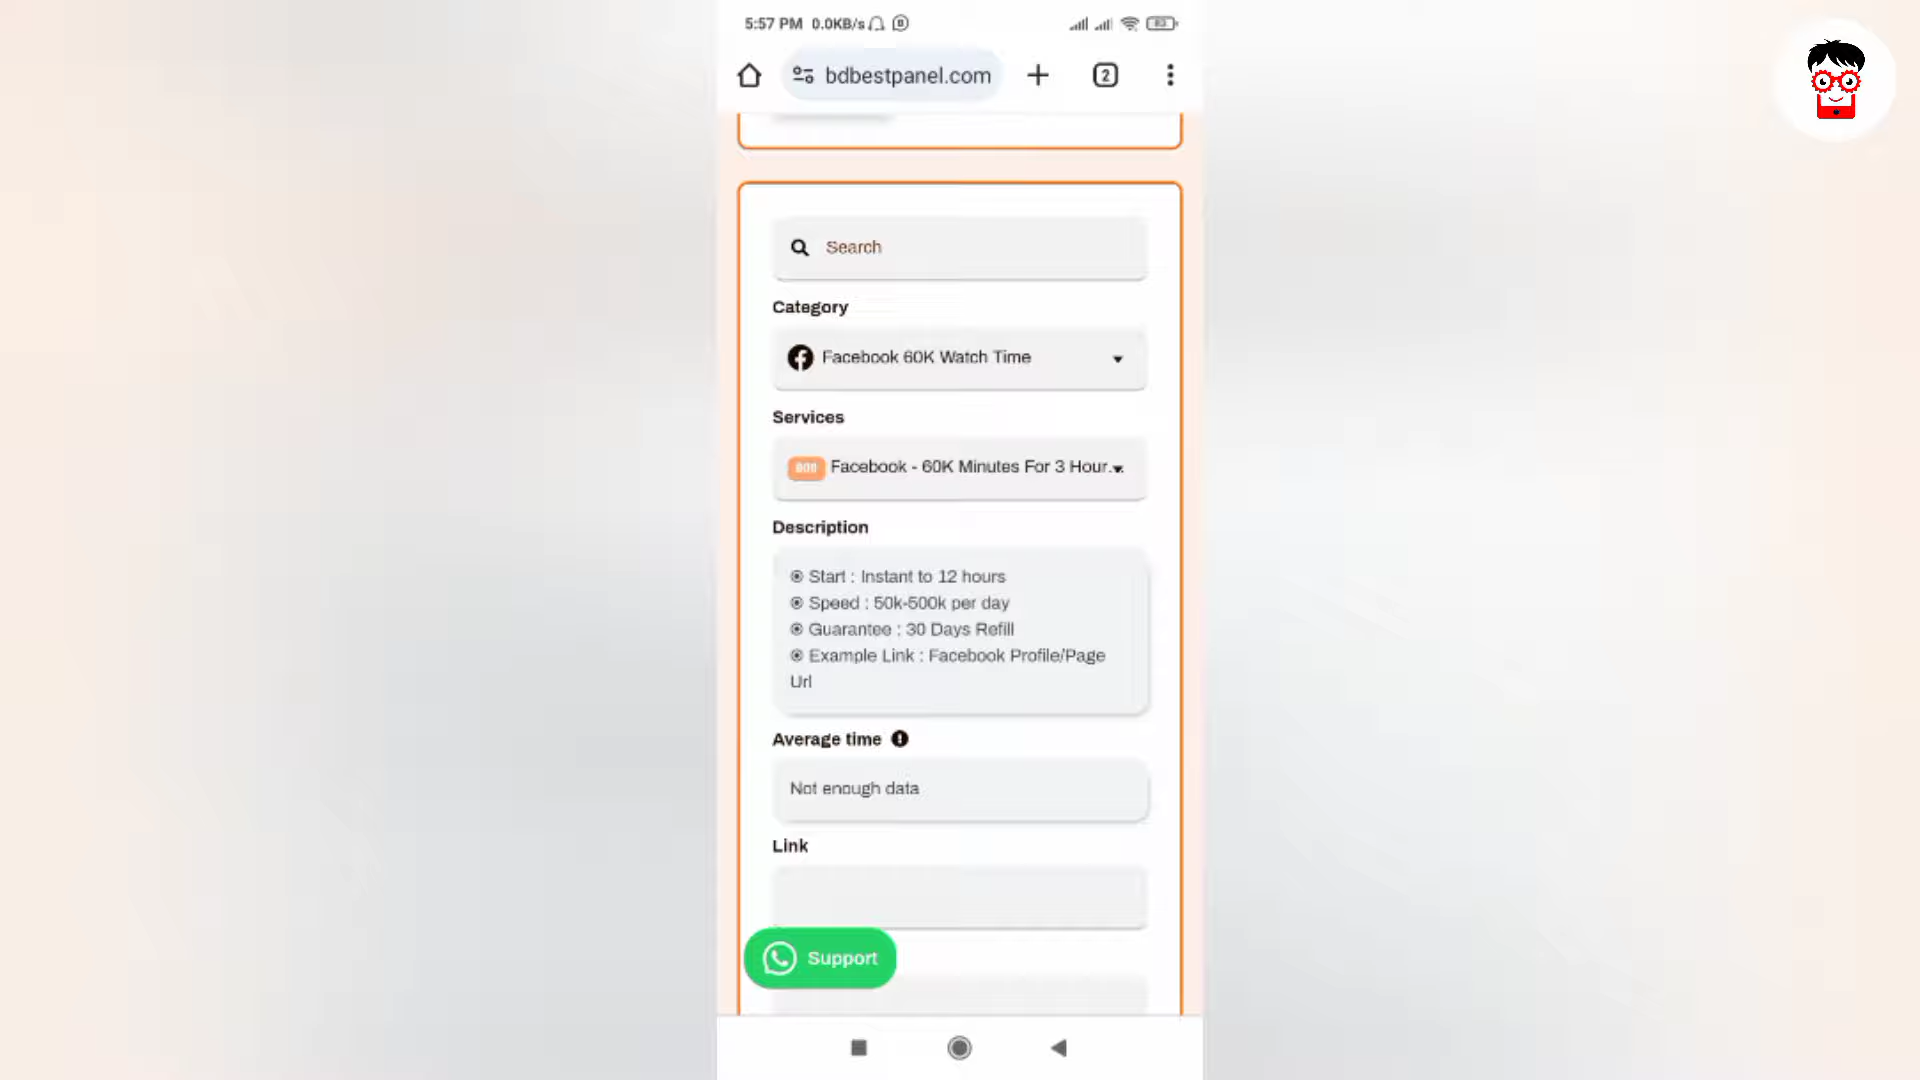 5:57 PM 0.0KB/s
83
bdbestpanel.com
2
Search
Category
Facebook 60K Watch Time
Services
Facebook - 60K Minutes For 3 Hour..
Description
◉ Start : Instant to 12 hours
◉ Speed : 50k-500k per day
◉ Guarantee : 30 Days Refill
◉ Example Link : Facebook Profile/Page
Url
Average time
Not enough data
Link
Support